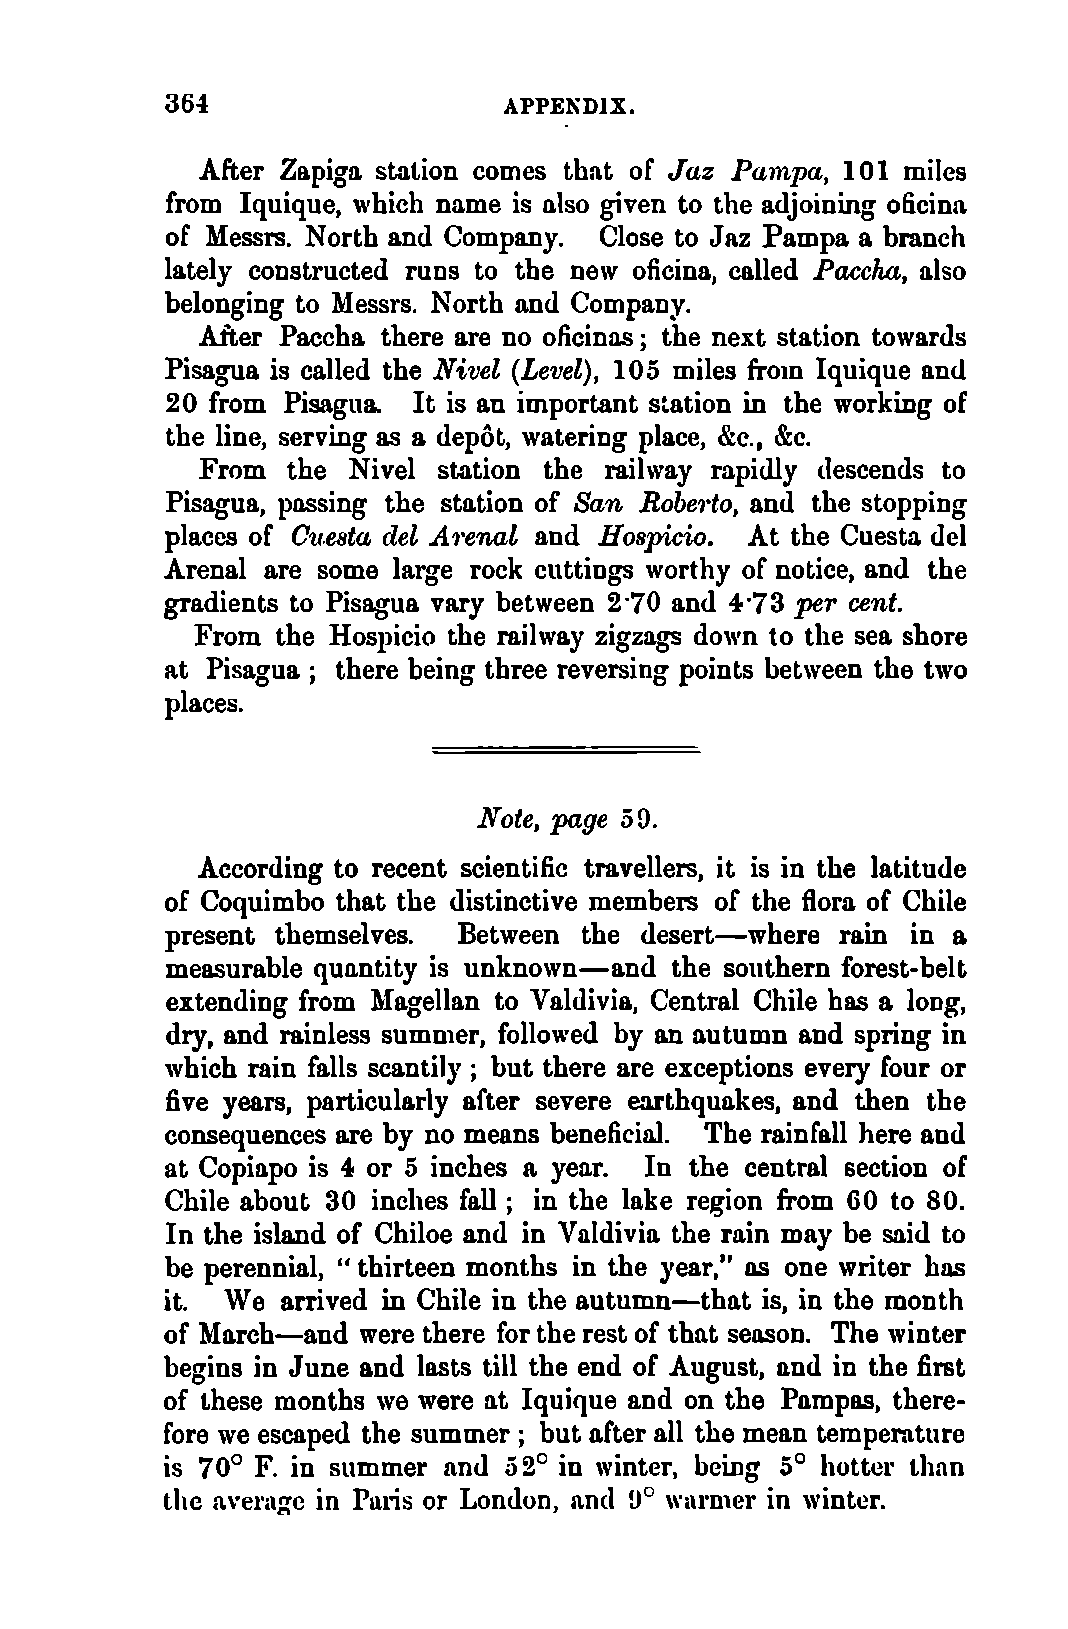 364 APPENDIX.
After Zapiga station comes that of Jaz Pampa, 101 miles
from Iquique, which name is also given to the adjoining oficina
of Messrs. North and Company. Close to Jaz Pampa a branch
lately constructed runs to the new oficina, called Paccha, also
belonging to Messrs. North and Company.
After Paccha there are no oficinas; the next station towards
Pisagua is called the Nivel (Level), 105 miles from Iquique and
20 from Pisagua. It is an important station in the working of
the line, serving as a depôt, watering place, &c., &c.
From the Nivel station the railway rapidly descends to
Pisagua, passing the station of San Roberto, and the stopping
places of Cuesta del Arenal and Hospicio. At the Cuesta del
Arenal are some large rock cuttings worthy of notice, and the
gradients to Pisagua vary between 2·70 and 4·73 per cent.
From the Hospicio the railway zigzags down to the sea shore
at Pisagua; there being three reversing points between the two
places.
Note, page 59.
According to recent scientific travellers, it is in the latitude
of Coquimbo that the distinctive members of the flora of Chile
present themselves. Between the desert—where rain in a
measurable quantity is unknown—and the southern forest-belt
extending from Magellan to Valdivia, Central Chile has a long,
dry, and rainless summer, followed by an autumn and spring in
which rain falls scantily; but there are exceptions every four or
five years, particularly after severe earthquakes, and then the
consequences are by no means beneficial. The rainfall here and
at Copiapo is 4 or 5 inches a year. In the central section of
Chile about 30 inches fall; in the lake region from 60 to 80.
In the island of Chiloe and in Valdivia the rain may be said to
be perennial, "thirteen months in the year," as one writer has
it. We arrived in Chile in the autumn—that is, in the month
of March—and were there for the rest of that season. The winter
begins in June and lasts till the end of August, and in the first
of these months we were at Iquique and on the Pampas, there-
fore we escaped the summer; but after all the mean temperature
is 70° F. in summer and 52° in winter, being 5° hotter than
the average in Paris or London, and 9° warmer in winter.